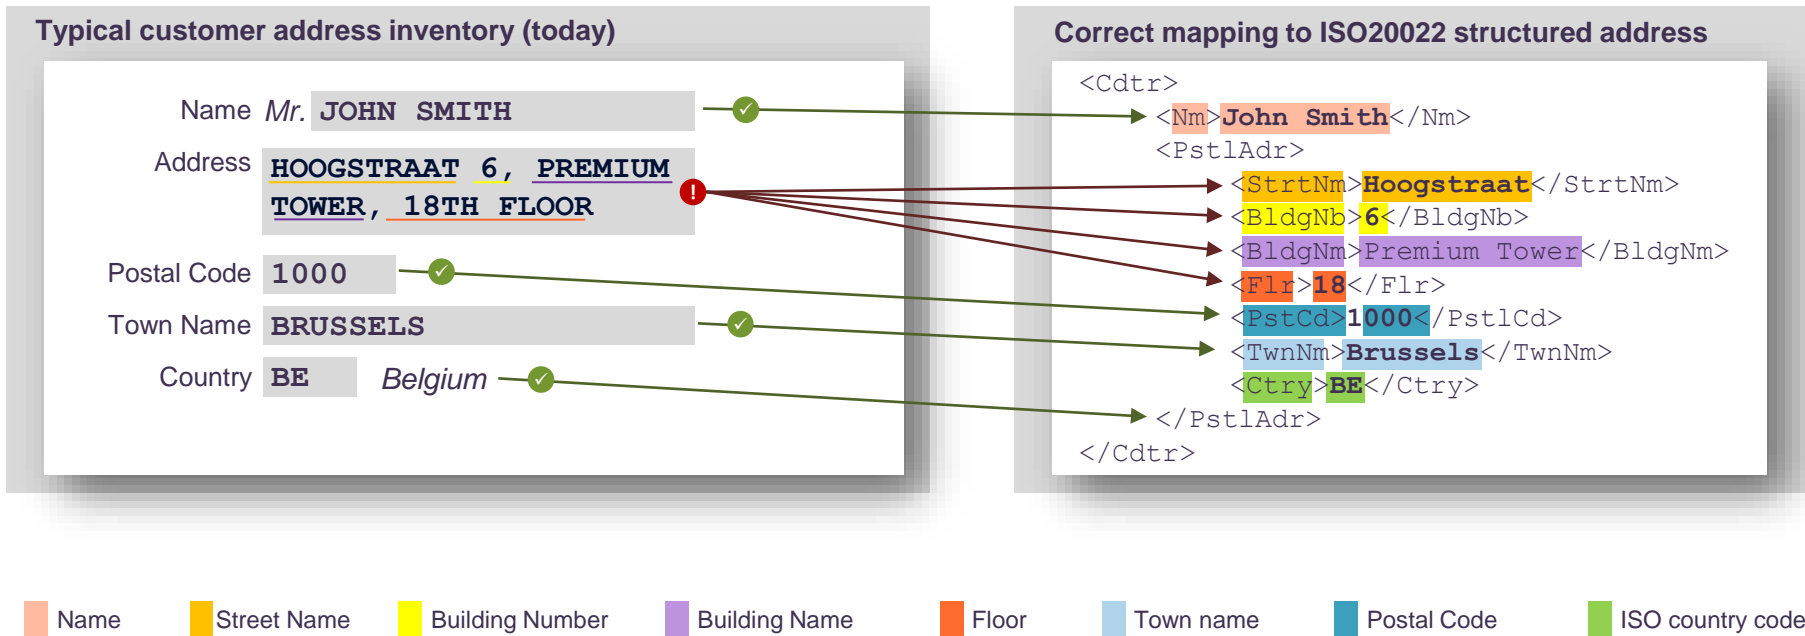 Typical customer address inventory (today)
Name Mr. JOHN SMITH
Address HOOGSTRAAT 6, PREMIUM
TOWER, 18TH FLOOR
!
Postal Code 1000
Town Name BRUSSELS
Country BE Belgium
Correct mapping to ISO20022 structured address
<Cdtr>
<Nm>John Smith</Nm>
<PstlAdr>
<StrtNm>Hoogstraat</StrtNm>
<BldgNb>6</BldgNb>
<BldgNm>Premium Tower</BldgNm>
<Flr>18</Flr>
<PstCd>1000</PstlCd>
<TwnNm>Brussels</TwnNm>
<Ctry>BE</Ctry>
</PstlAdr>
</Cdtr>
Name Street Name Building Number Building Name Floor Town name Postal Code ISO country code